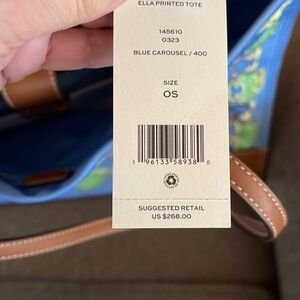 ELLA PRINTED TOTE
145610
0323
BLUE CAROUSEL / 400
SIZE
OS
1 96133 58938 0
SUGGESTED RETAIL
US $268.00